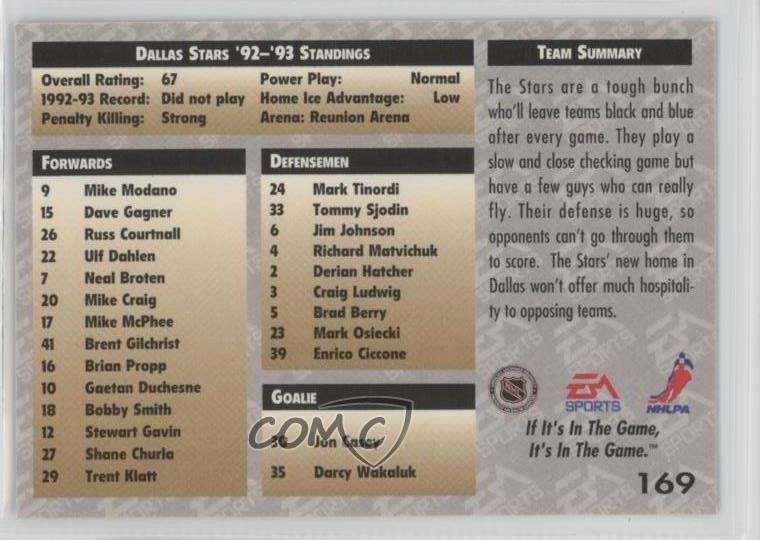 DALLAS STARS '92–'93 STANDINGS
Overall Rating: 67 Power Play: Normal
1992-93 Record: Did not play Home Ice Advantage: Low
Penalty Killing: Strong Arena: Reunion Arena
FORWARDS
9 Mike Modano
15 Dave Gagner
26 Russ Courtnall
22 Ulf Dahlen
7 Neal Broten
20 Mike Craig
17 Mike McPhee
41 Brent Gilchrist
16 Brian Propp
10 Gaetan Duchesne
18 Bobby Smith
12 Stewart Gavin
27 Shane Churla
29 Trent Klatt
DEFENSEMEN
24 Mark Tinordi
33 Tommy Sjodin
6 Jim Johnson
4 Richard Matvichuk
2 Derian Hatcher
3 Craig Ludwig
5 Brad Berry
23 Mark Osiecki
39 Enrico Ciccone
GOALIE
30 Jon Casey
35 Darcy Wakaluk
COMC
TEAM SUMMARY
The Stars are a tough bunch
who'll leave teams black and blue
after every game. They play a
slow and close checking game but
have a few guys who can really
fly. Their defense is huge, so
opponents can't go through them
to score. The Stars' new home in
Dallas won't offer much hospitali-
ty to opposing teams.
NHL
EA
SPORTS
NHLPA
If It's In The Game,
It's In The Game.™
169